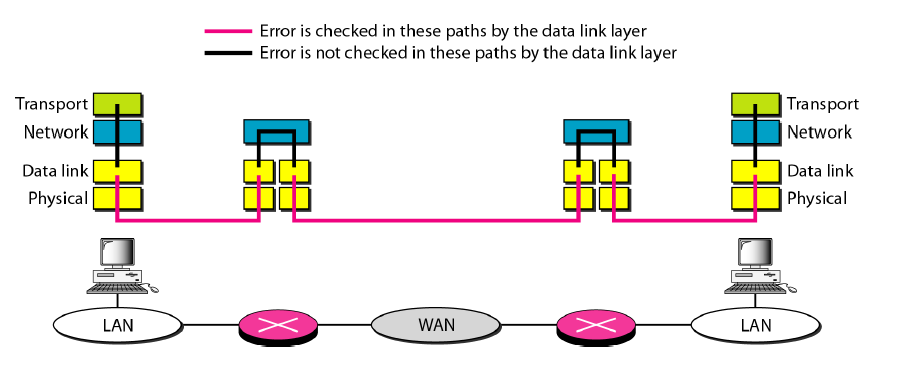 Error is checked in these paths by the data link layer
Error is not checked in these paths by the data link layer
Transport
Network
Data link
Physical
Transport
Network
Data link
Physical
LAN
WAN
LAN